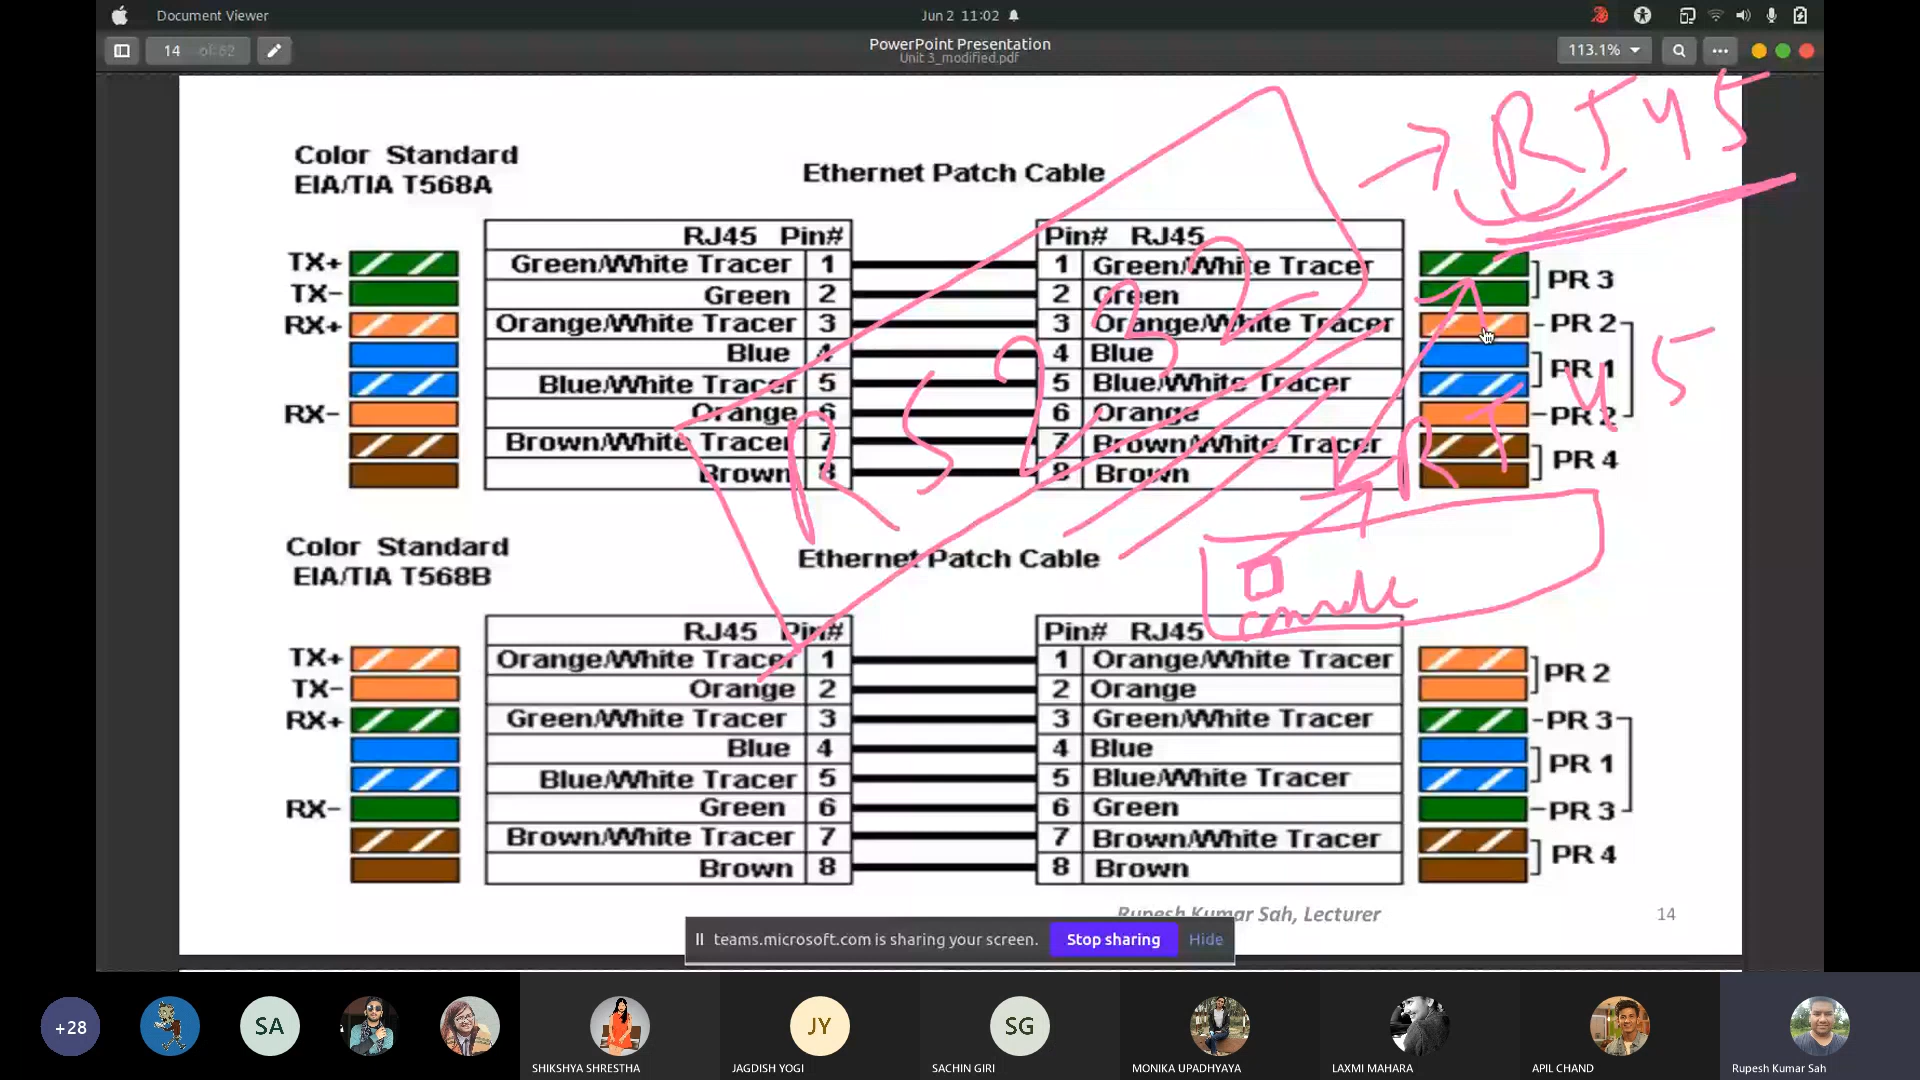 Document Viewer
Jun 2 11:02
14 of 62
PowerPoint Presentation
Unit 3_modified.pdf
113.1%
→ RJ45
Color Standard
EIA/TIA T568A
Ethernet Patch Cable
RJ45 Pin#
Pin# RJ45
TX+ Green/White Tracer 1
1 Green/White Tracer
PR 3
TX- Green 2
2 Green
RX+ Orange/White Tracer 3
3 Orange/White Tracer
PR 2
Blue 4
4 Blue
PR 1
Blue/White Tracer 5
5 Blue/White Tracer
RX- Orange 6
6 Orange
PR 2
Brown/White Tracer 7
7 Brown/White Tracer
PR 4
Brown 8
8 Brown
RS232
RJ45
console
Color Standard
EIA/TIA T568B
Ethernet Patch Cable
RJ45 Pin#
Pin# RJ45
TX+ Orange/White Tracer 1
1 Orange/White Tracer
PR 2
TX- Orange 2
2 Orange
RX+ Green/White Tracer 3
3 Green/White Tracer
PR 3
Blue 4
4 Blue
PR 1
Blue/White Tracer 5
5 Blue/White Tracer
RX- Green 6
6 Green
PR 3
Brown/White Tracer 7
7 Brown/White Tracer
PR 4
Brown 8
8 Brown
Rupesh Kumar Sah, Lecturer
14
teams.microsoft.com is sharing your screen.
Stop sharing
Hide
+28
SA
JY
SG
SHIKSHYA SHRESTHA
JAGDISH YOGI
SACHIN GIRI
MONIKA UPADHYAYA
LAXMI MAHARA
APIL CHAND
Rupesh Kumar Sah